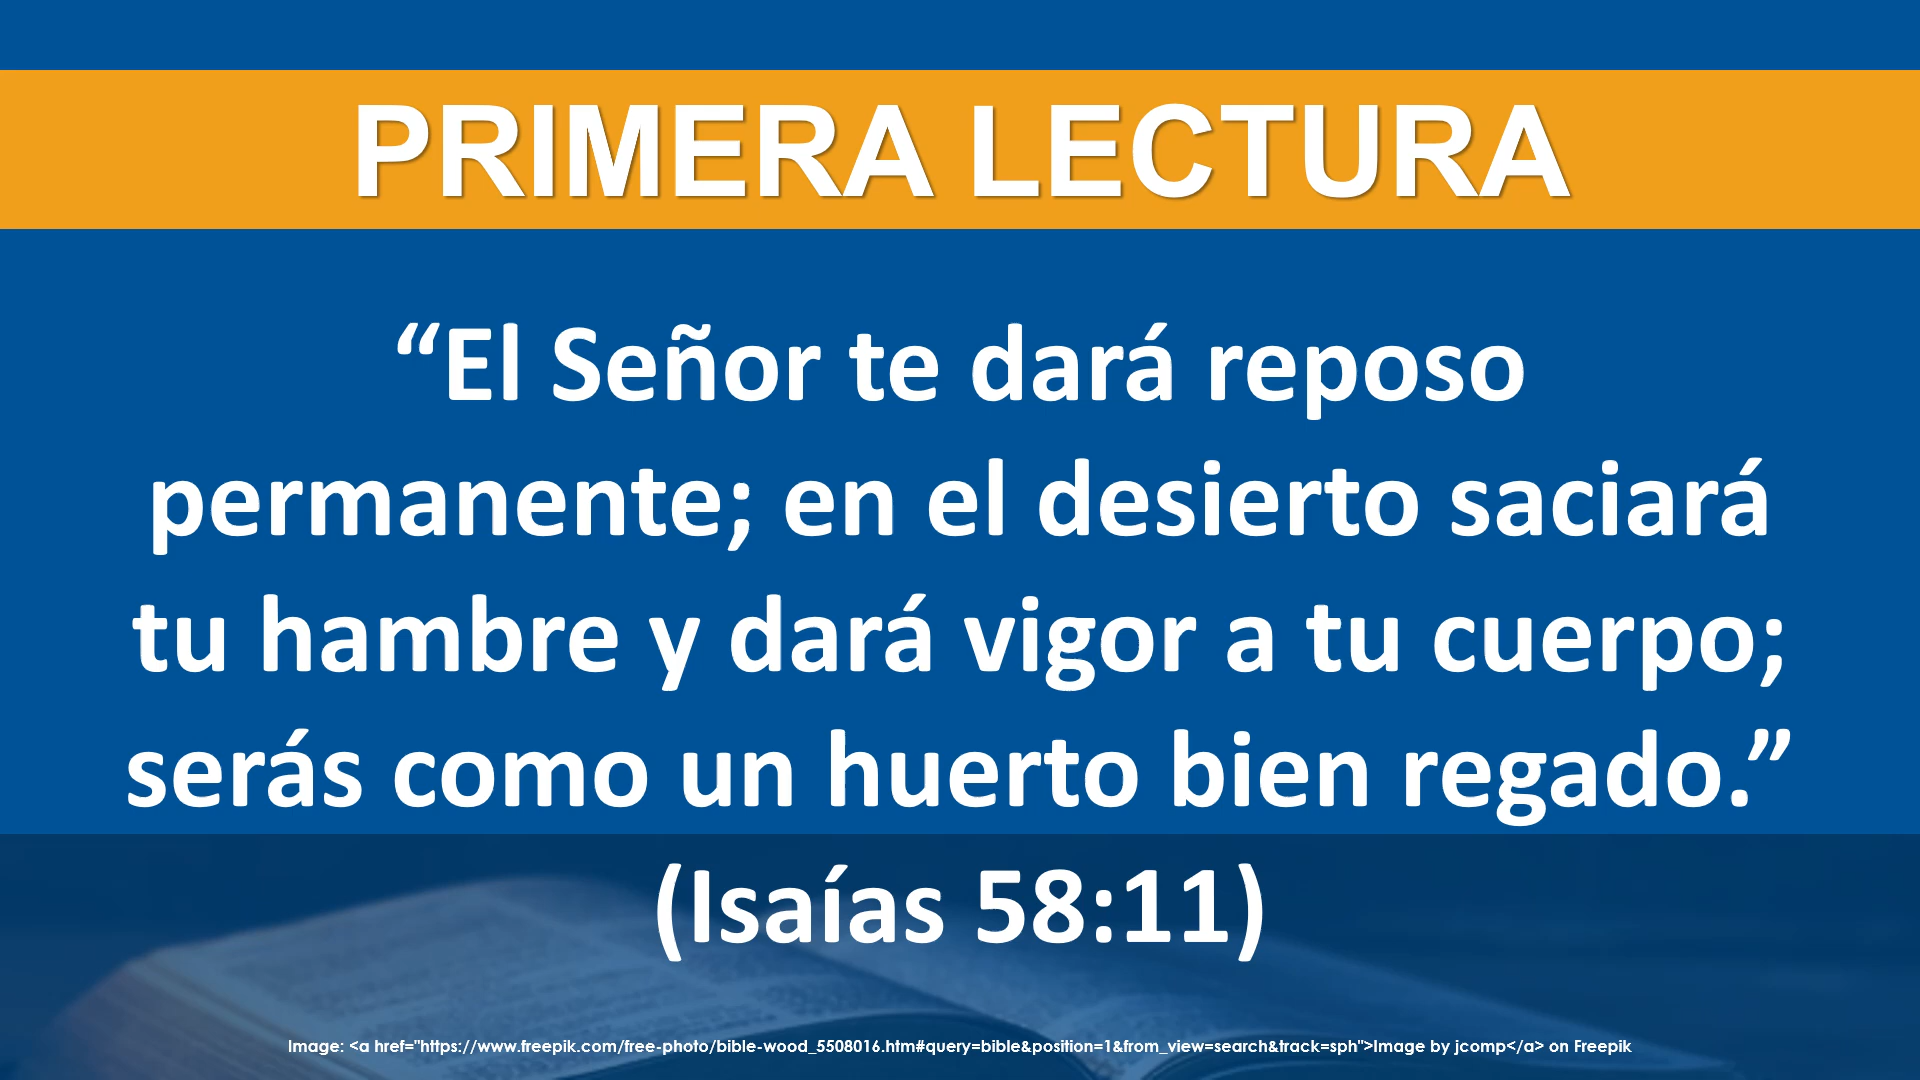 PRIMERA LECTURA
“El Señor te dará reposo
permanente; en el desierto saciará
tu hambre y dará vigor a tu cuerpo;
serás como un huerto bien regado.”
(Isaías 58:11)
Image: <a href="https://www.freepik.com/free-photo/bible-wood_5508016.htm#query=bible&position=1&from_view=search&track=sph">Image by jcomp</a> on Freepik